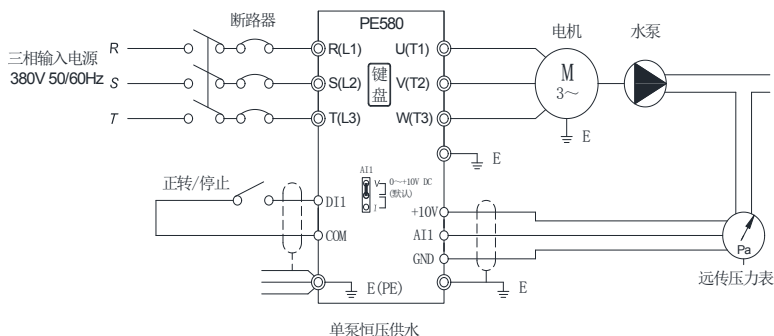 断路器
PE580
电机
水泵
三相输入电源
380V 50/60Hz
R
S
T
R(L1)
S(L2)
T(L3)
键盘
U(T1)
V(T2)
W(T3)
M
3～
E
E
正转/停止
DI1
COM
AI1
V
I
0～+10V DC
(默认)
+10V
AI1
GND
Pa
远传压力表
E(PE)
E
单泵恒压供水